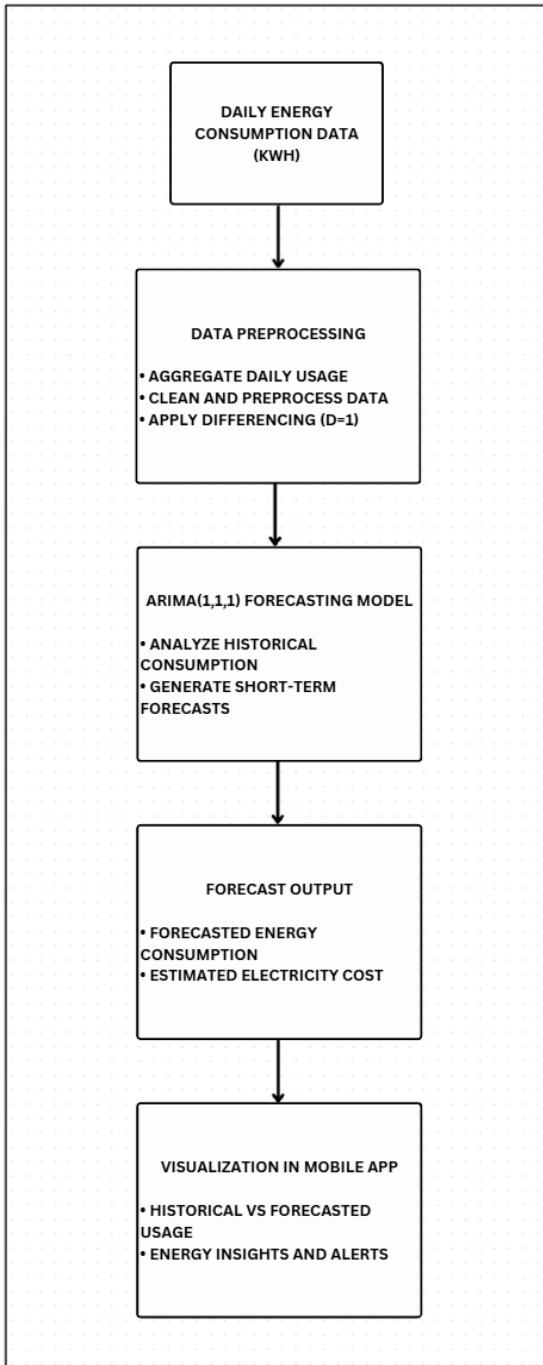 DAILY ENERGY
CONSUMPTION DATA
(KWH)
DATA PREPROCESSING
• AGGREGATE DAILY USAGE
• CLEAN AND PREPROCESS DATA
• APPLY DIFFERENCING (D=1)
ARIMA(1,1,1) FORECASTING MODEL
• ANALYZE HISTORICAL
CONSUMPTION
• GENERATE SHORT-TERM
FORECASTS
FORECAST OUTPUT
• FORECASTED ENERGY
CONSUMPTION
• ESTIMATED ELECTRICITY COST
VISUALIZATION IN MOBILE APP
• HISTORICAL VS FORECASTED
USAGE
• ENERGY INSIGHTS AND ALERTS